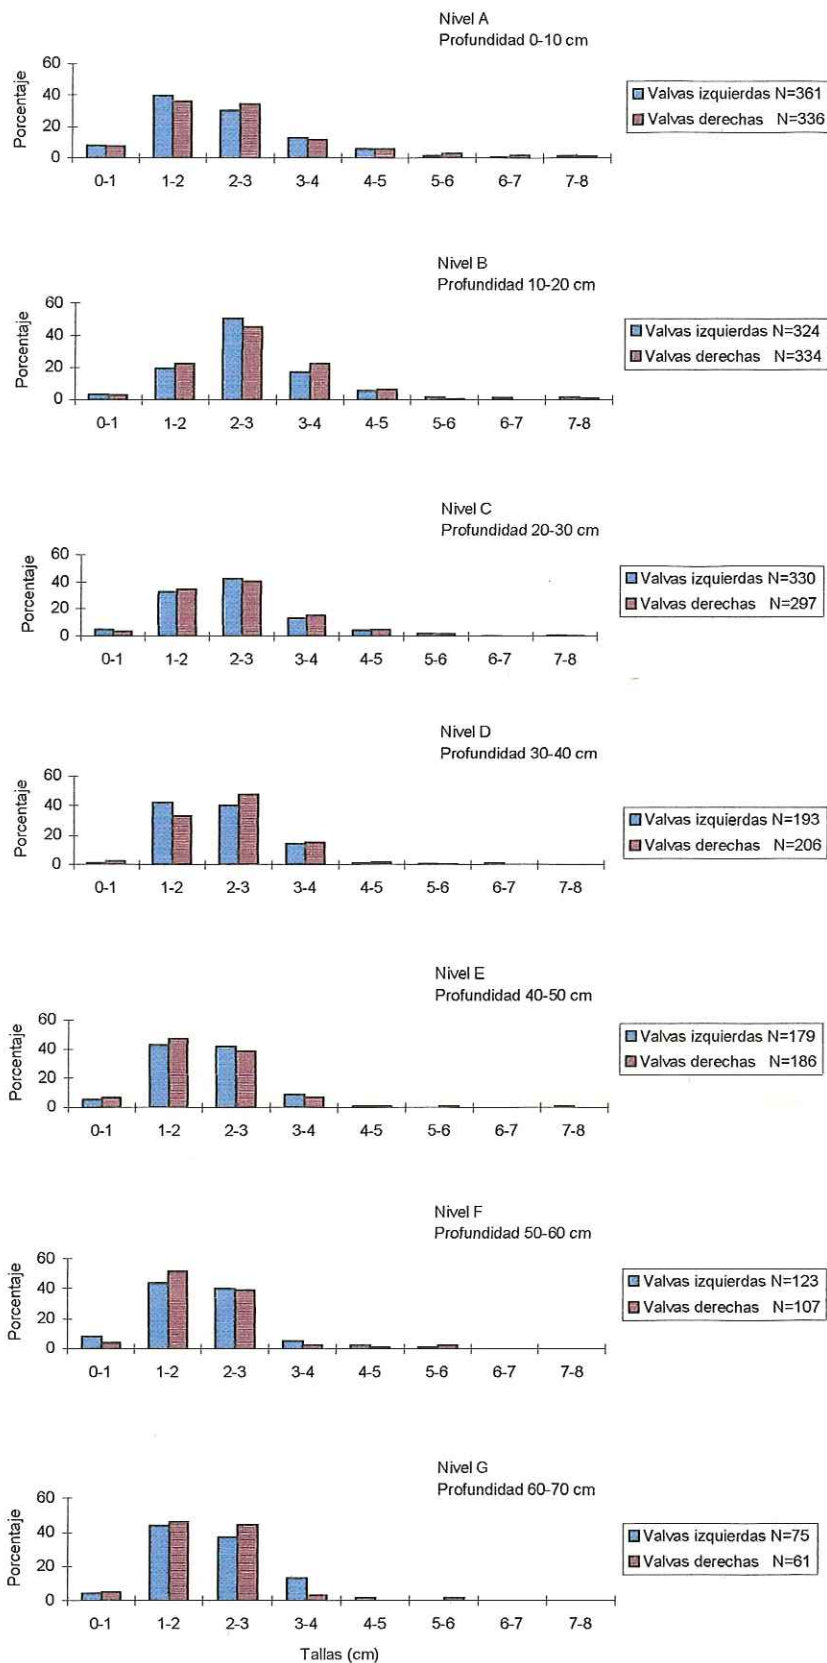 Nivel A
Profundidad 0-10 cm
Porcentaje
60
40
20
0
0-1 1-2 2-3 3-4 4-5 5-6 6-7 7-8
Valvas izquierdas N=361
Valvas derechas N=336
Nivel B
Profundidad 10-20 cm
Porcentaje
60
40
20
0
0-1 1-2 2-3 3-4 4-5 5-6 6-7 7-8
Valvas izquierdas N=324
Valvas derechas N=334
Nivel C
Profundidad 20-30 cm
Porcentaje
60
40
20
0
0-1 1-2 2-3 3-4 4-5 5-6 6-7 7-8
Valvas izquierdas N=330
Valvas derechas N=297
Nivel D
Profundidad 30-40 cm
Porcentaje
60
40
20
0
0-1 1-2 2-3 3-4 4-5 5-6 6-7 7-8
Valvas izquierdas N=193
Valvas derechas N=206
Nivel E
Profundidad 40-50 cm
Porcentaje
60
40
20
0
0-1 1-2 2-3 3-4 4-5 5-6 6-7 7-8
Valvas izquierdas N=179
Valvas derechas N=186
Nivel F
Profundidad 50-60 cm
Porcentaje
60
40
20
0
0-1 1-2 2-3 3-4 4-5 5-6 6-7 7-8
Valvas izquierdas N=123
Valvas derechas N=107
Nivel G
Profundidad 60-70 cm
Porcentaje
60
40
20
0
0-1 1-2 2-3 3-4 4-5 5-6 6-7 7-8
Valvas izquierdas N=75
Valvas derechas N=61
Tallas (cm)